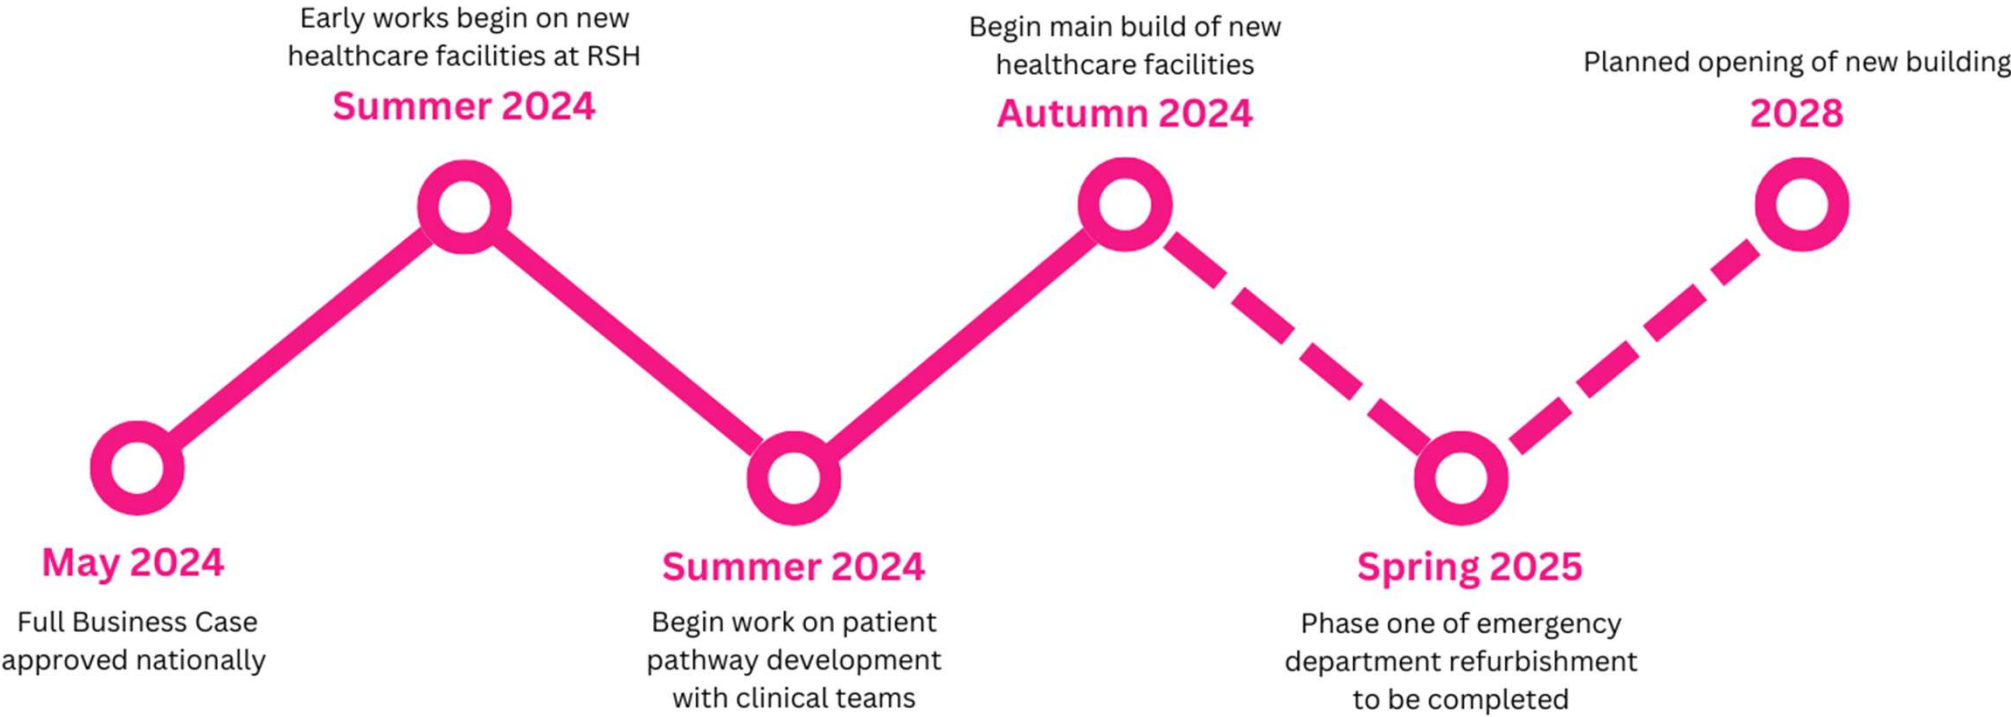 Early works begin on new
healthcare facilities at RSH
Summer 2024
Begin main build of new
healthcare facilities
Autumn 2024
Planned opening of new building
2028
May 2024
Full Business Case
approved nationally
Summer 2024
Begin work on patient
pathway development
with clinical teams
Spring 2025
Phase one of emergency
department refurbishment
to be completed